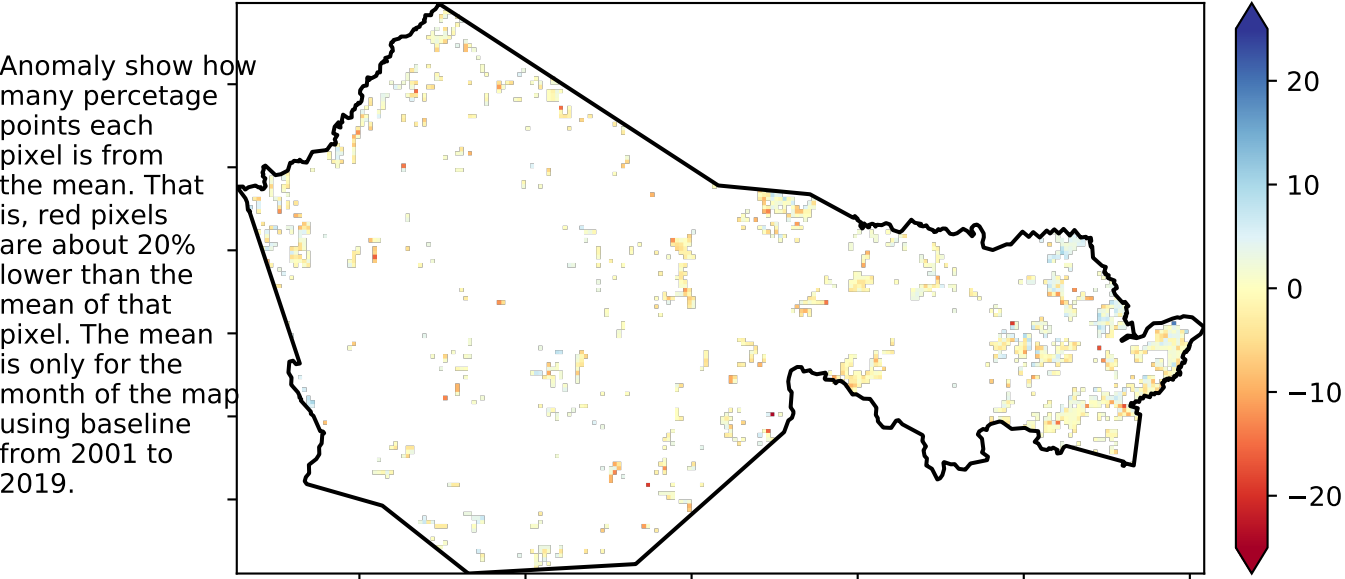 Anomaly show how
many percetage
points each
pixel is from
the mean. That
is, red pixels
are about 20%
lower than the
mean of that
pixel. The mean
is only for the
month of the map
using baseline
from 2001 to
2019.
20
10
0
−10
−20